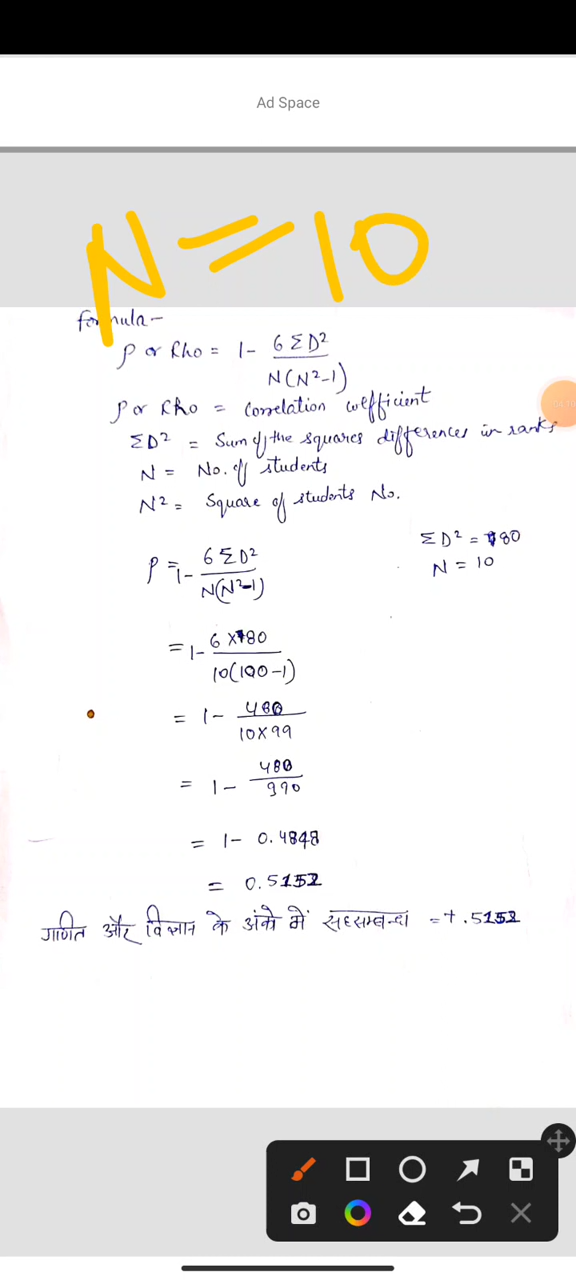 Ad Space
N=10
formula-
ρ or Rho = 1- 6ΣD²
N(N²-1)
ρ or Rho = Correlation coefficient
ΣD² = Sum of the squares differences in ranks
N = No. of students
N² = Square of students No.
ΣD² = 80
N = 10
ρ = 1- 6ΣD²
N(N²-1)
= 1- 6×80
10(100-1)
= 1- 480
10×99
= 1- 480
990
= 1- 0.4848
= 0.5152
गणित और विज्ञान के अंको में सहसम्बन्ध = +.5152